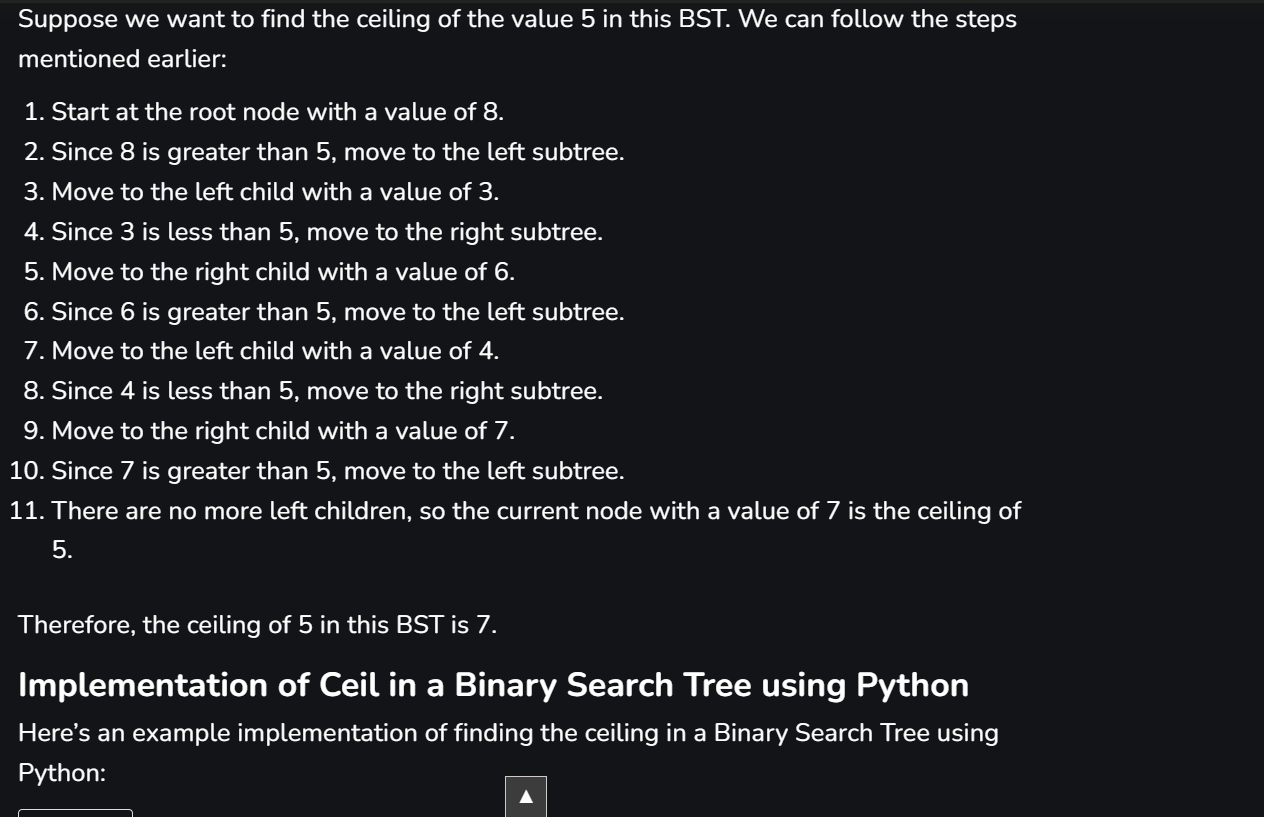 Suppose we want to find the ceiling of the value 5 in this BST. We can follow the steps
mentioned earlier:
1. Start at the root node with a value of 8.
2. Since 8 is greater than 5, move to the left subtree.
3. Move to the left child with a value of 3.
4. Since 3 is less than 5, move to the right subtree.
5. Move to the right child with a value of 6.
6. Since 6 is greater than 5, move to the left subtree.
7. Move to the left child with a value of 4.
8. Since 4 is less than 5, move to the right subtree.
9. Move to the right child with a value of 7.
10. Since 7 is greater than 5, move to the left subtree.
11. There are no more left children, so the current node with a value of 7 is the ceiling of
5.
Therefore, the ceiling of 5 in this BST is 7.
Implementation of Ceil in a Binary Search Tree using Python
Here’s an example implementation of finding the ceiling in a Binary Search Tree using
Python: